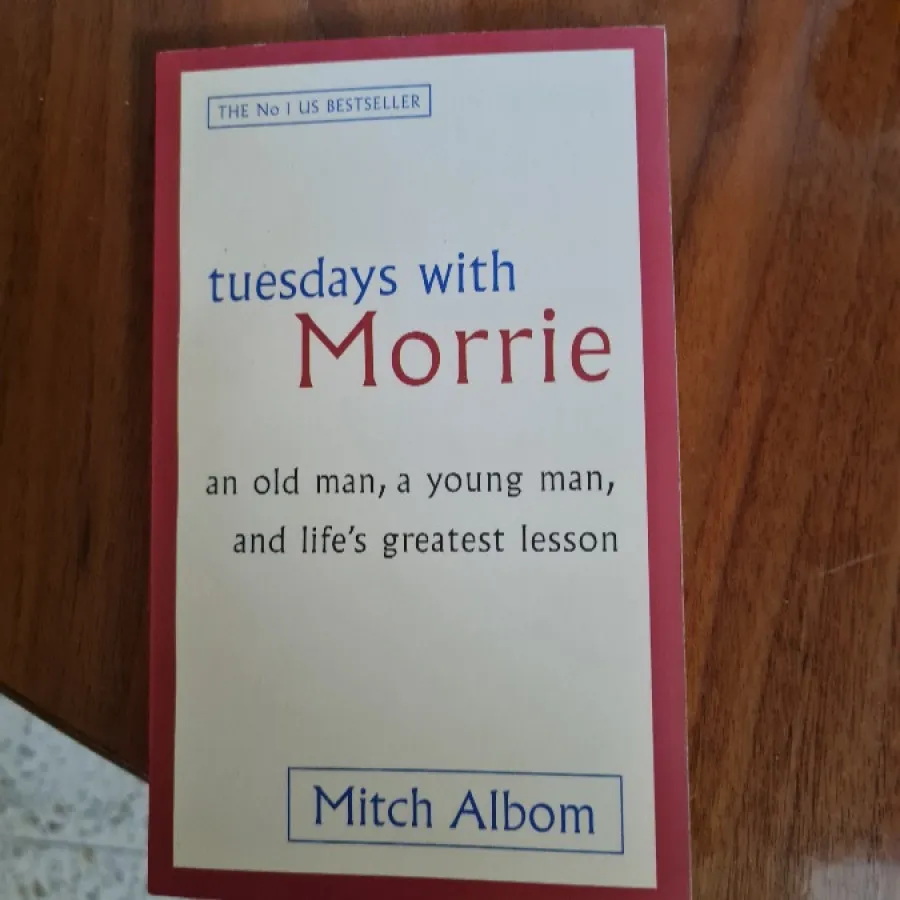 THE No 1 US BESTSELLER
tuesdays with
Morrie
an old man, a young man,
and life's greatest lesson
Mitch Albom